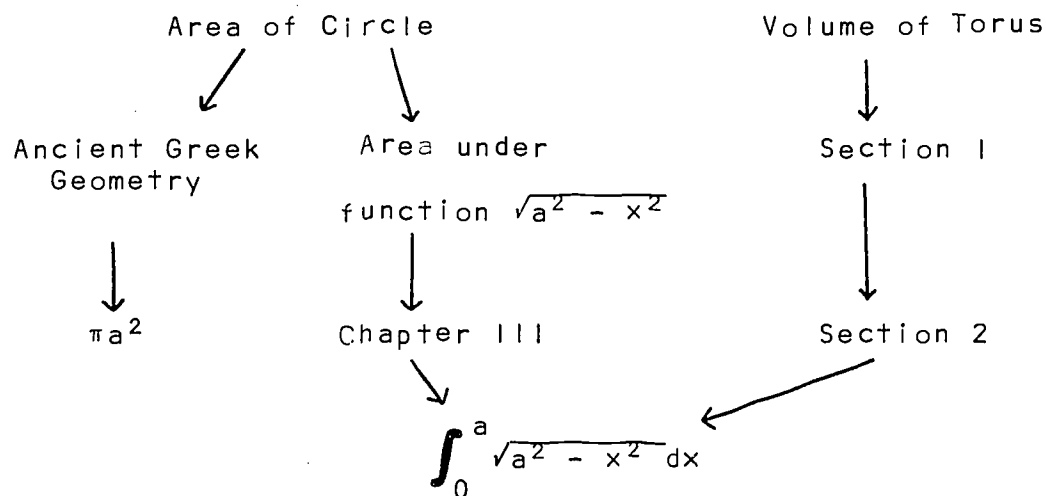 Area of Circle
Volume of Torus
Ancient Greek
Geometry
Area under
function √(a² - x²)
Section 1
πa²
Chapter III
Section 2
∫₀ᵃ √(a² - x²) dx